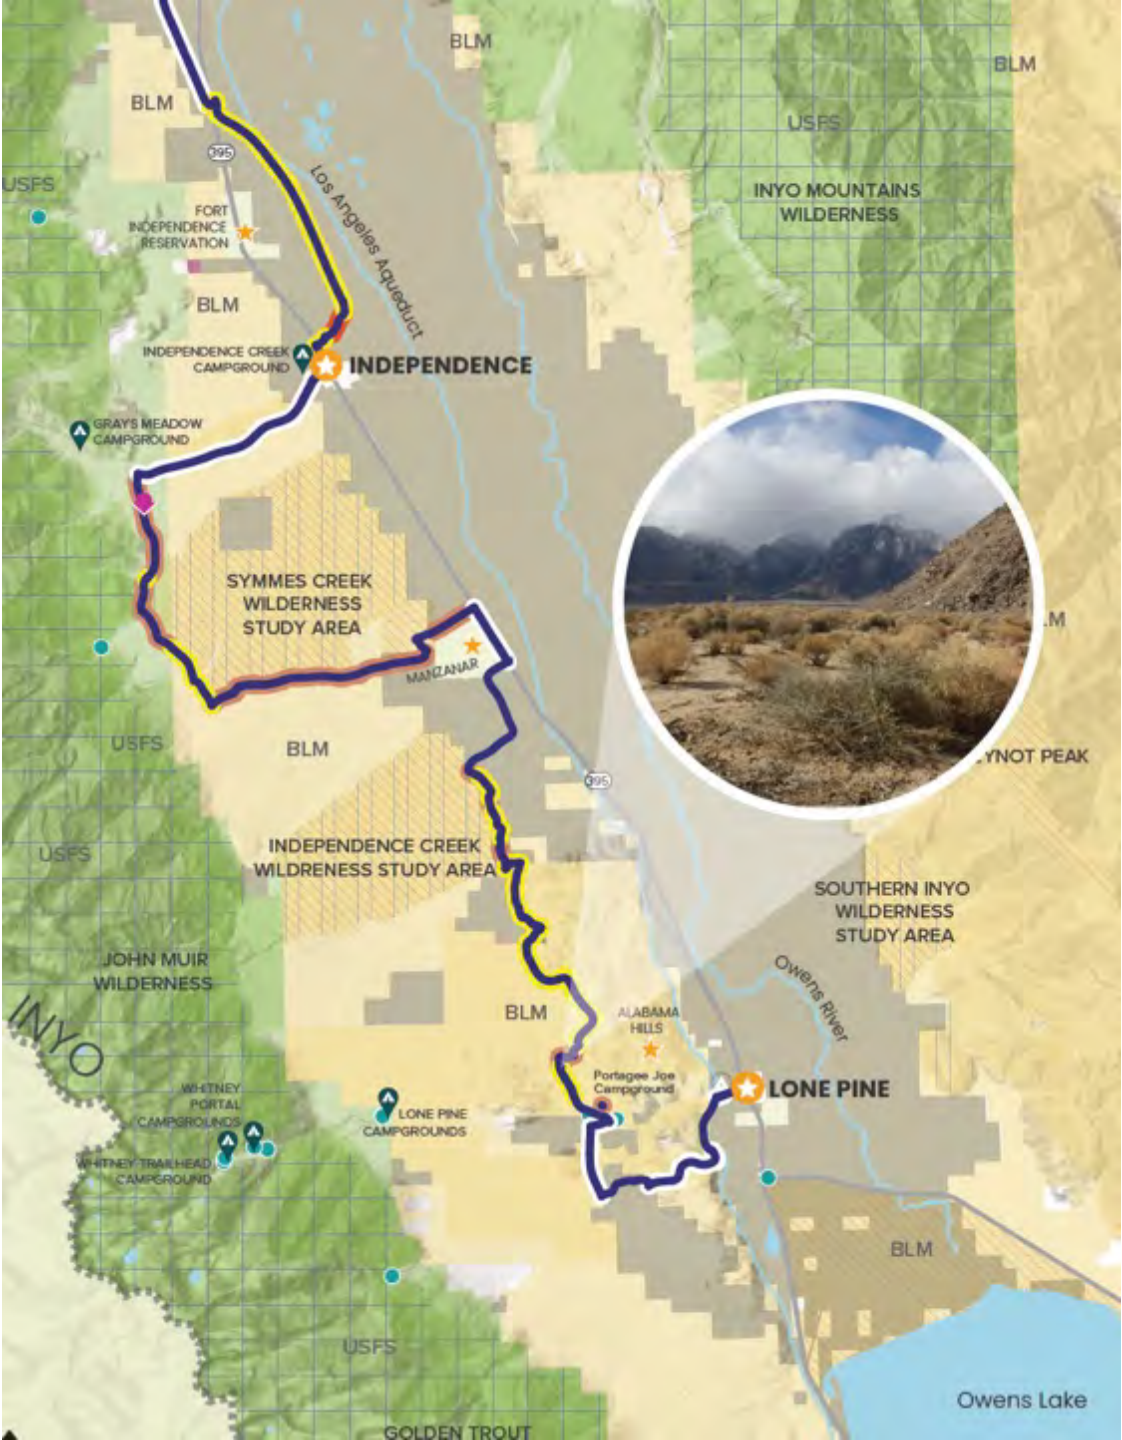 BLM
BLM
BLM
USFS
395
USFS
Los Angeles Aqueduct
INYO MOUNTAINS
WILDERNESS
FORT
INDEPENDENCE
RESERVATION
BLM
INDEPENDENCE CREEK
CAMPGROUND
INDEPENDENCE
GRAYS MEADOW
CAMPGROUND
SYMMES CREEK
WILDERNESS
STUDY AREA
LM
MANZANAR
USFS
BLM
YNOT PEAK
395
USFS
INDEPENDENCE CREEK
WILDRENESS STUDY AREA
SOUTHERN INYO
WILDERNESS
STUDY AREA
JOHN MUIR
WILDERNESS
Owens River
INYO
BLM
ALABAMA
HILLS
Portagee Joe
Campground
LONE PINE
WHITNEY
PORTAL
CAMPGROUNDS
LONE PINE
CAMPGROUNDS
WHITNEY TRAILHEAD
CAMPGROUND
BLM
USFS
Owens Lake
GOLDEN TROUT